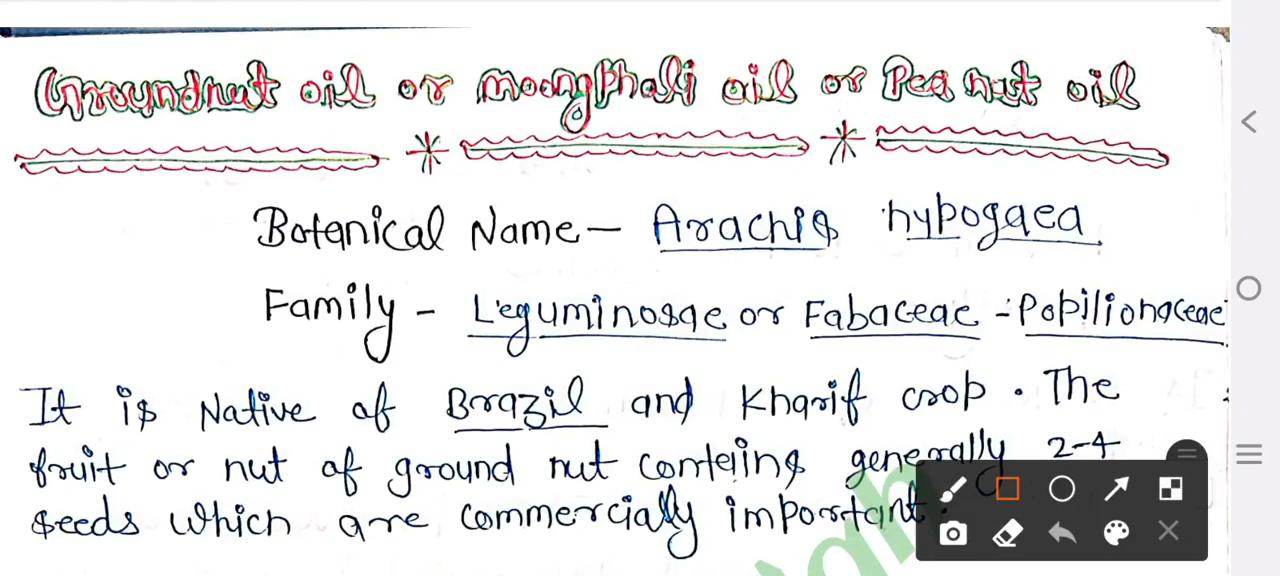 Groundnut oil or moongphali oil or Pea nut oil
Botanical Name - Arachis hypogaea
Family - Leguminosae or Fabaceae - Papilionaceae
It is Native of Brazil and Kharif crop. The
fruit or nut of ground nut conteins generally 2-4
seeds which are commercially important.